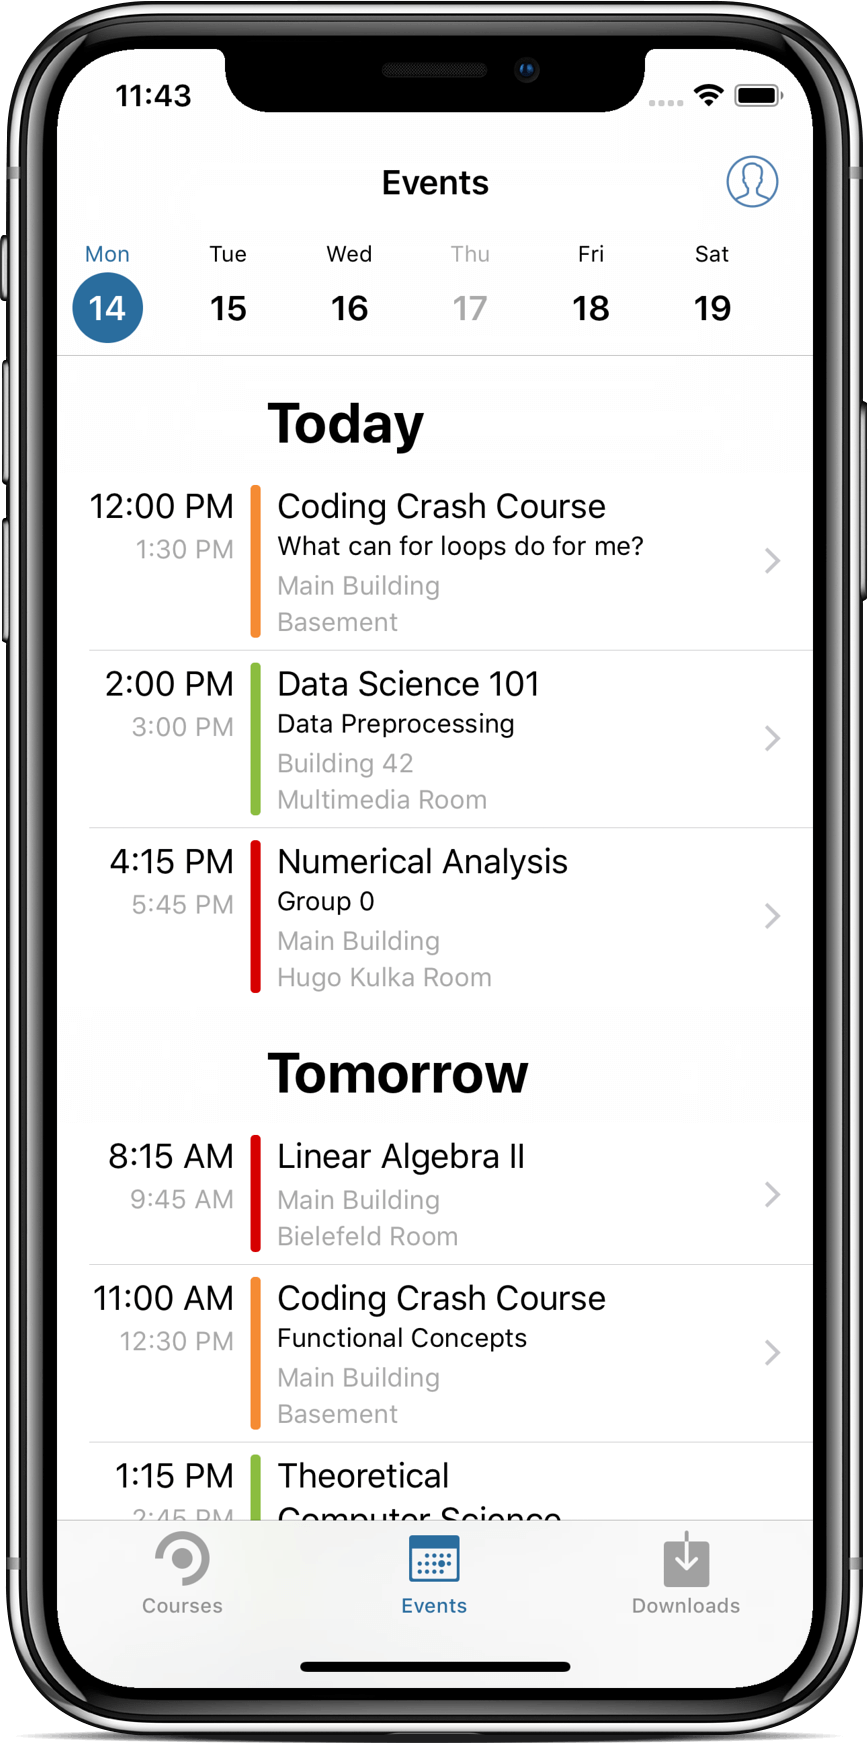 11:43
Events
Mon Tue Wed Thu Fri Sat
14 15 16 17 18 19
Today
12:00 PM Coding Crash Course
1:30 PM What can for loops do for me?
Main Building
Basement
2:00 PM Data Science 101
3:00 PM Data Preprocessing
Building 42
Multimedia Room
4:15 PM Numerical Analysis
5:45 PM Group 0
Main Building
Hugo Kulka Room
Tomorrow
8:15 AM Linear Algebra II
9:45 AM Main Building
Bielefeld Room
11:00 AM Coding Crash Course
12:30 PM Functional Concepts
Main Building
Basement
1:15 PM Theoretical
2:45 PM Computer Science
Courses Events Downloads